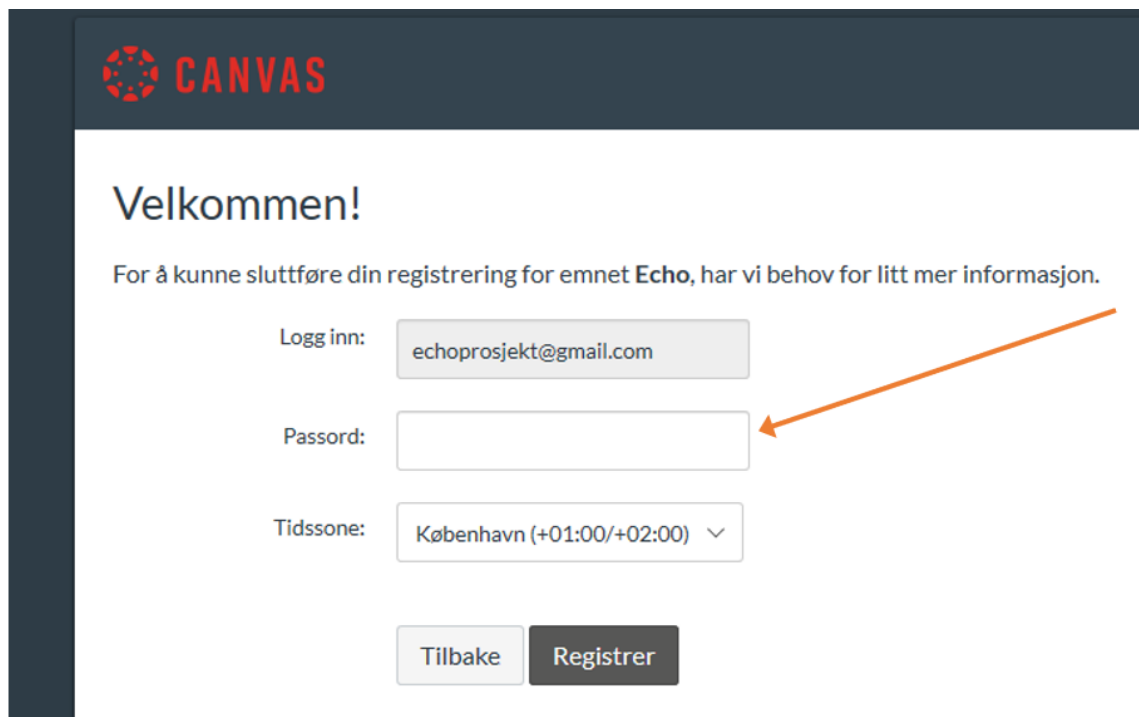 CANVAS
Velkommen!
For å kunne sluttføre din registrering for emnet Echo, har vi behov for litt mer informasjon.
Logg inn: echoprosjekt@gmail.com
Passord:
Tidssone: København (+01:00/+02:00)
Tilbake Registrer